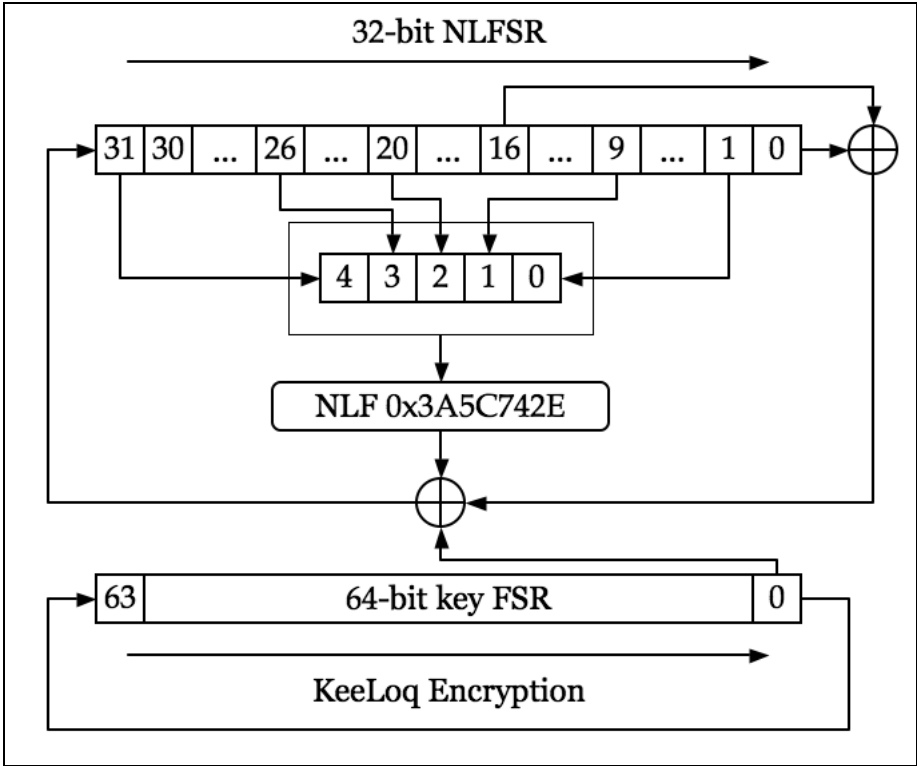 32-bit NLFSR
31 30 ... 26 ... 20 ... 16 ... 9 ... 1 0
4 3 2 1 0
NLF 0x3A5C742E
63 64-bit key FSR 0
KeeLoq Encryption